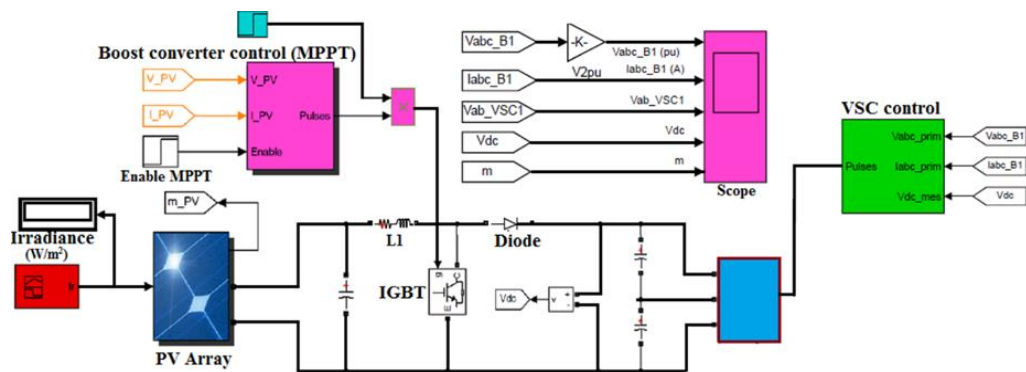 Boost converter control (MPPT)
V_PV
V_PV
I_PV
I_PV
Pulses
Enable
Enable MPPT
Vabc_B1
-K-
Vabc_B1 (pu)
Iabc_B1
V2pu
Iabc_B1 (A)
Vab_VSC1
Vab_VSC1
Vdc
Vdc
m
m
Scope
VSC control
Vabc_prim
Vabc_B1
Pulses
Iabc_prim
Iabc_B1
Vdc_mes
Vdc
m_PV
Irradiance
(W/m²)
Ir
PV Array
L1
Diode
IGBT
g
C
E
Vdc
v
+
-